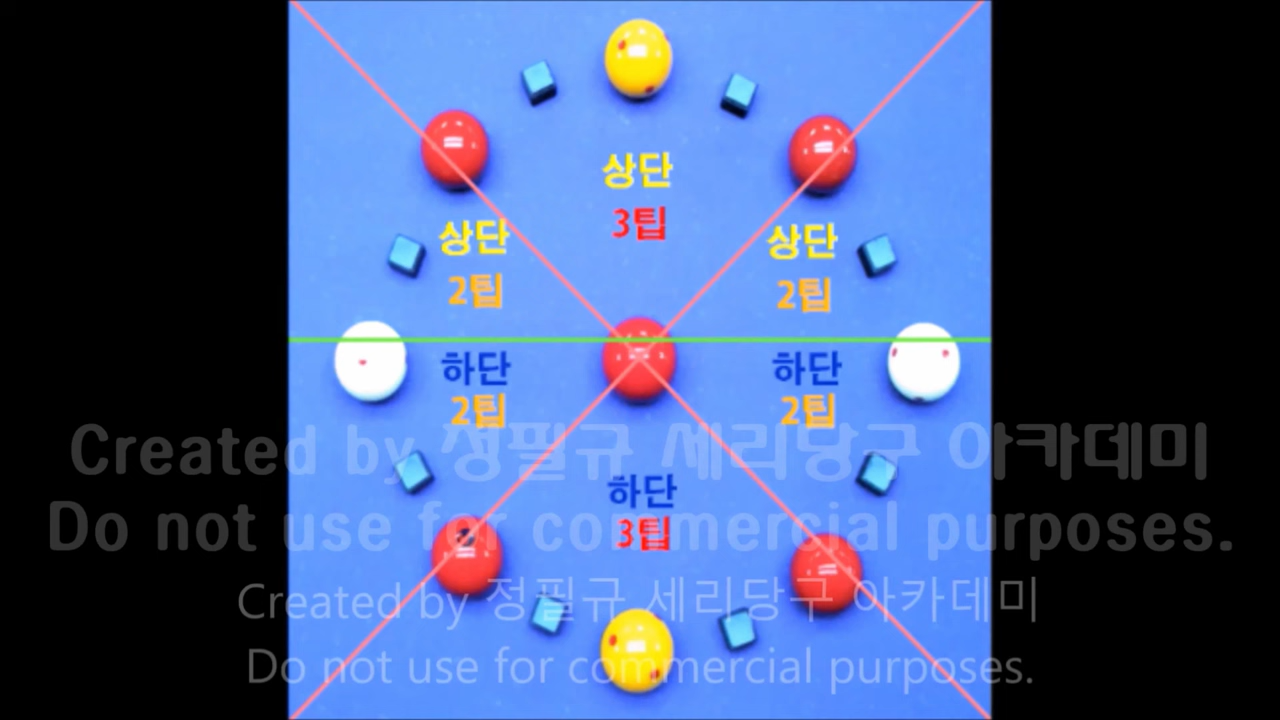 상단
3팁
상단
2팁
상단
2팁
하단
2팁
하단
2팁
하단
3팁
Created by 정필규 세리당구 아카데미
Do not use for commercial purposes.
Created by 정필규 세리당구 아카데미
Do not use for commercial purposes.